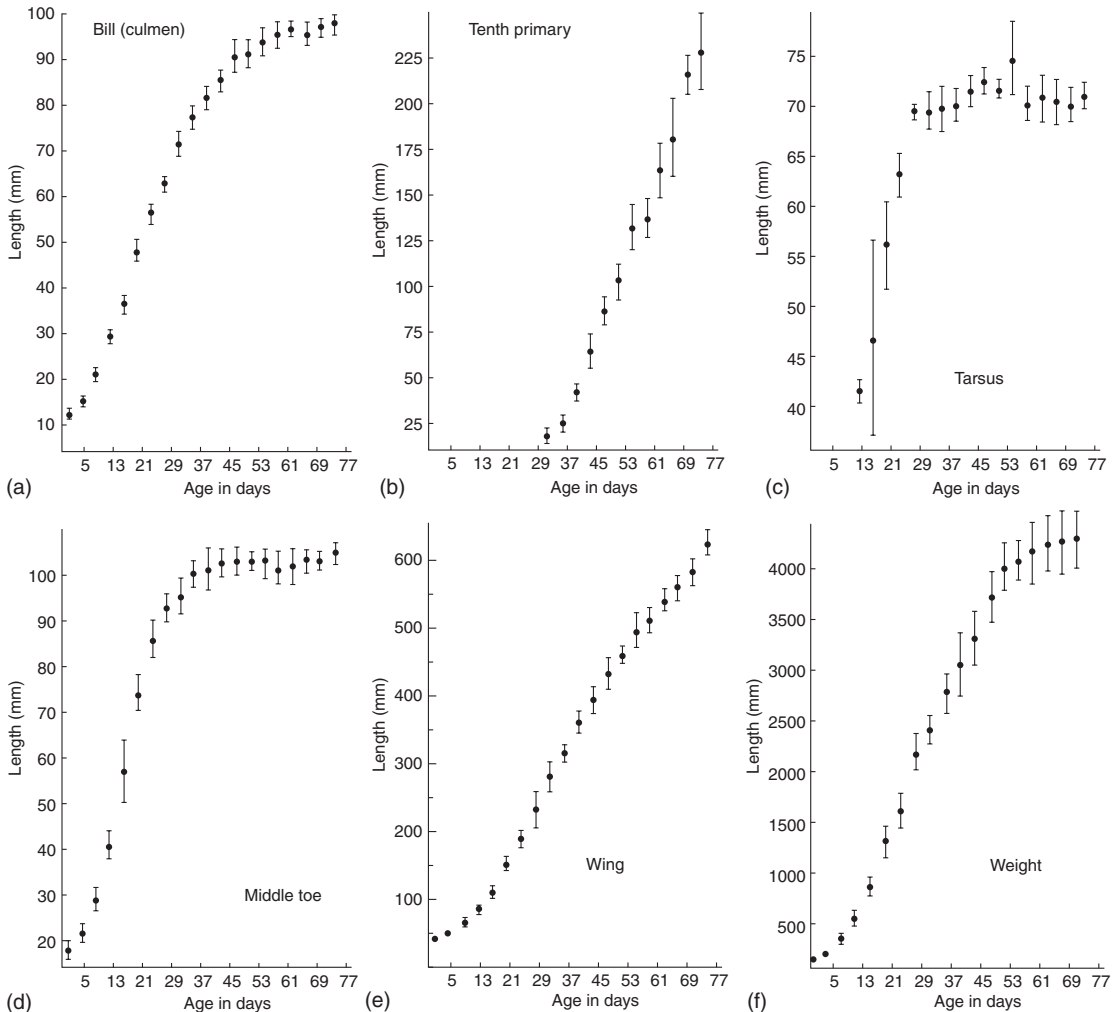 Bill (culmen)
Length (mm)
100
90
80
70
60
50
40
30
20
10
5 13 21 29 37 45 53 61 69 77
(a)
Age in days
Tenth primary
Length (mm)
225
175
125
75
25
5 13 21 29 37 45 53 61 69 77
(b)
Age in days
Tarsus
Length (mm)
75
70
65
60
55
50
45
40
5 13 21 29 37 45 53 61 69 77
(c)
Age in days
Middle toe
Length (mm)
100
90
80
70
60
50
40
30
20
5 13 21 29 37 45 53 61 69 77
(d)
Age in days
Wing
Length (mm)
600
500
400
300
200
100
5 13 21 29 37 45 53 61 69 77
(e)
Age in days
Weight
Length (mm)
4000
3500
3000
2500
2000
1500
1000
500
5 13 21 29 37 45 53 61 69 77
(f)
Age in days